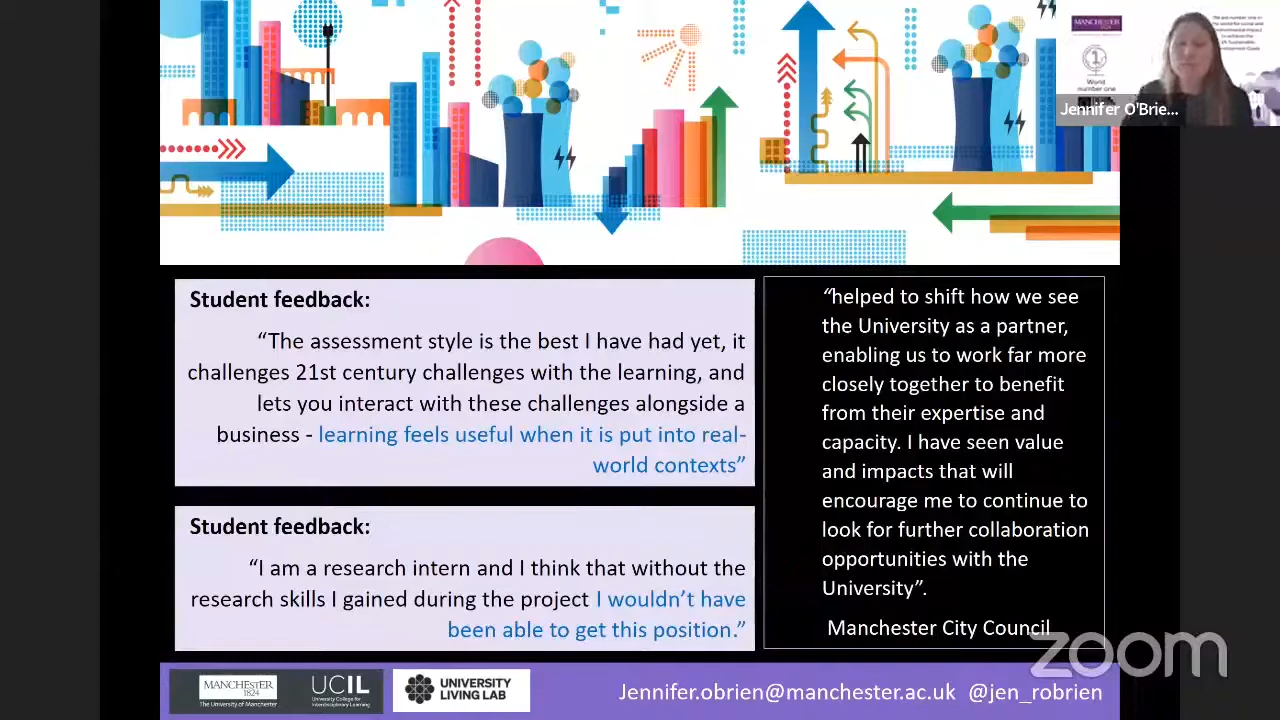 MANCHESTER
1824
World
number one
Jennifer O'Brie...
Student feedback:
“The assessment style is the best I have had yet, it
challenges 21st century challenges with the learning, and
lets you interact with these challenges alongside a
business - learning feels useful when it is put into real-
world contexts”
Student feedback:
“I am a research intern and I think that without the
research skills I gained during the project I wouldn’t have
been able to get this position.”
“helped to shift how we see
the University as a partner,
enabling us to work far more
closely together to benefit
from their expertise and
capacity. I have seen value
and impacts that will
encourage me to continue to
look for further collaboration
opportunities with the
University”.
Manchester City Council
zoom
MANCHESTER
1824
The University of Manchester
UCIL
University College for
Interdisciplinary Learning
UNIVERSITY
LIVING LAB
Jennifer.obrien@manchester.ac.uk @jen_robrien